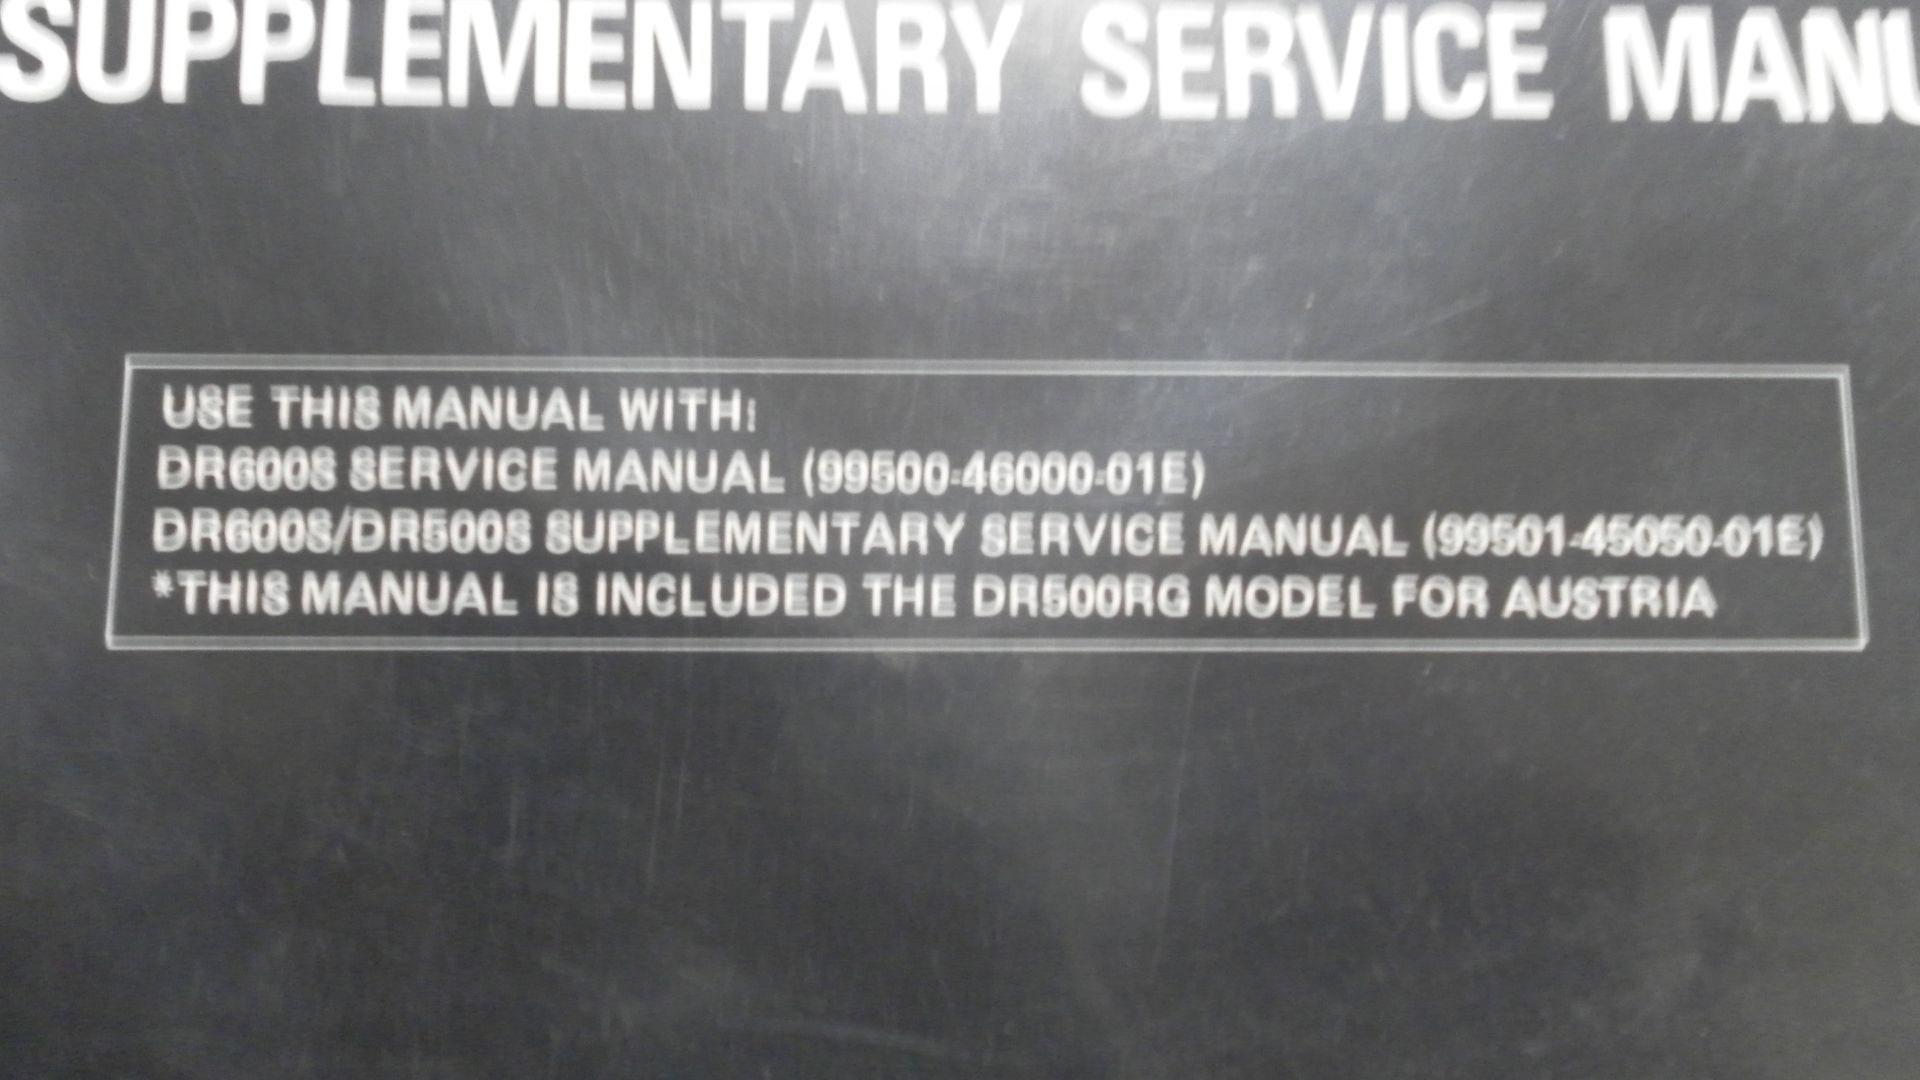 SUPPLEMENTARY SERVICE MANU
USE THIS MANUAL WITH:
DR600S SERVICE MANUAL (99500-46000-01E)
DR600S/DR500S SUPPLEMENTARY SERVICE MANUAL (99501-45050-01E)
*THIS MANUAL IS INCLUDED THE DR500RG MODEL FOR AUSTRIA